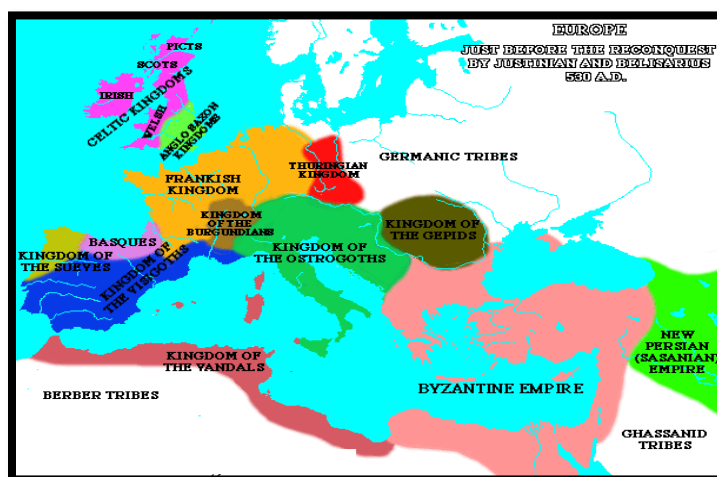 EUROPE
JUST BEFORE THE RECONQUEST
BY JUSTINIAN AND BELISARIUS
530 A.D.
PICTS
SCOTS
IRISH
CELTIC KINGDOMS
WELSH
ANGLO SAXON
KINGDOMS
FRANKISH
KINGDOM
THURINGIAN
KINGDOM
GERMANIC TRIBES
KINGDOM
OF THE
BURGUNDIANS
KINGDOM OF
THE GEPIDS
BASQUES
KINGDOM OF
THE SUEVES
KINGDOM OF
THE VISIGOTHS
KINGDOM OF
THE OSTROGOTHS
KINGDOM OF
THE VANDALS
NEW
PERSIAN
(SASANIAN)
EMPIRE
BYZANTINE EMPIRE
BERBER TRIBES
GHASSANID
TRIBES